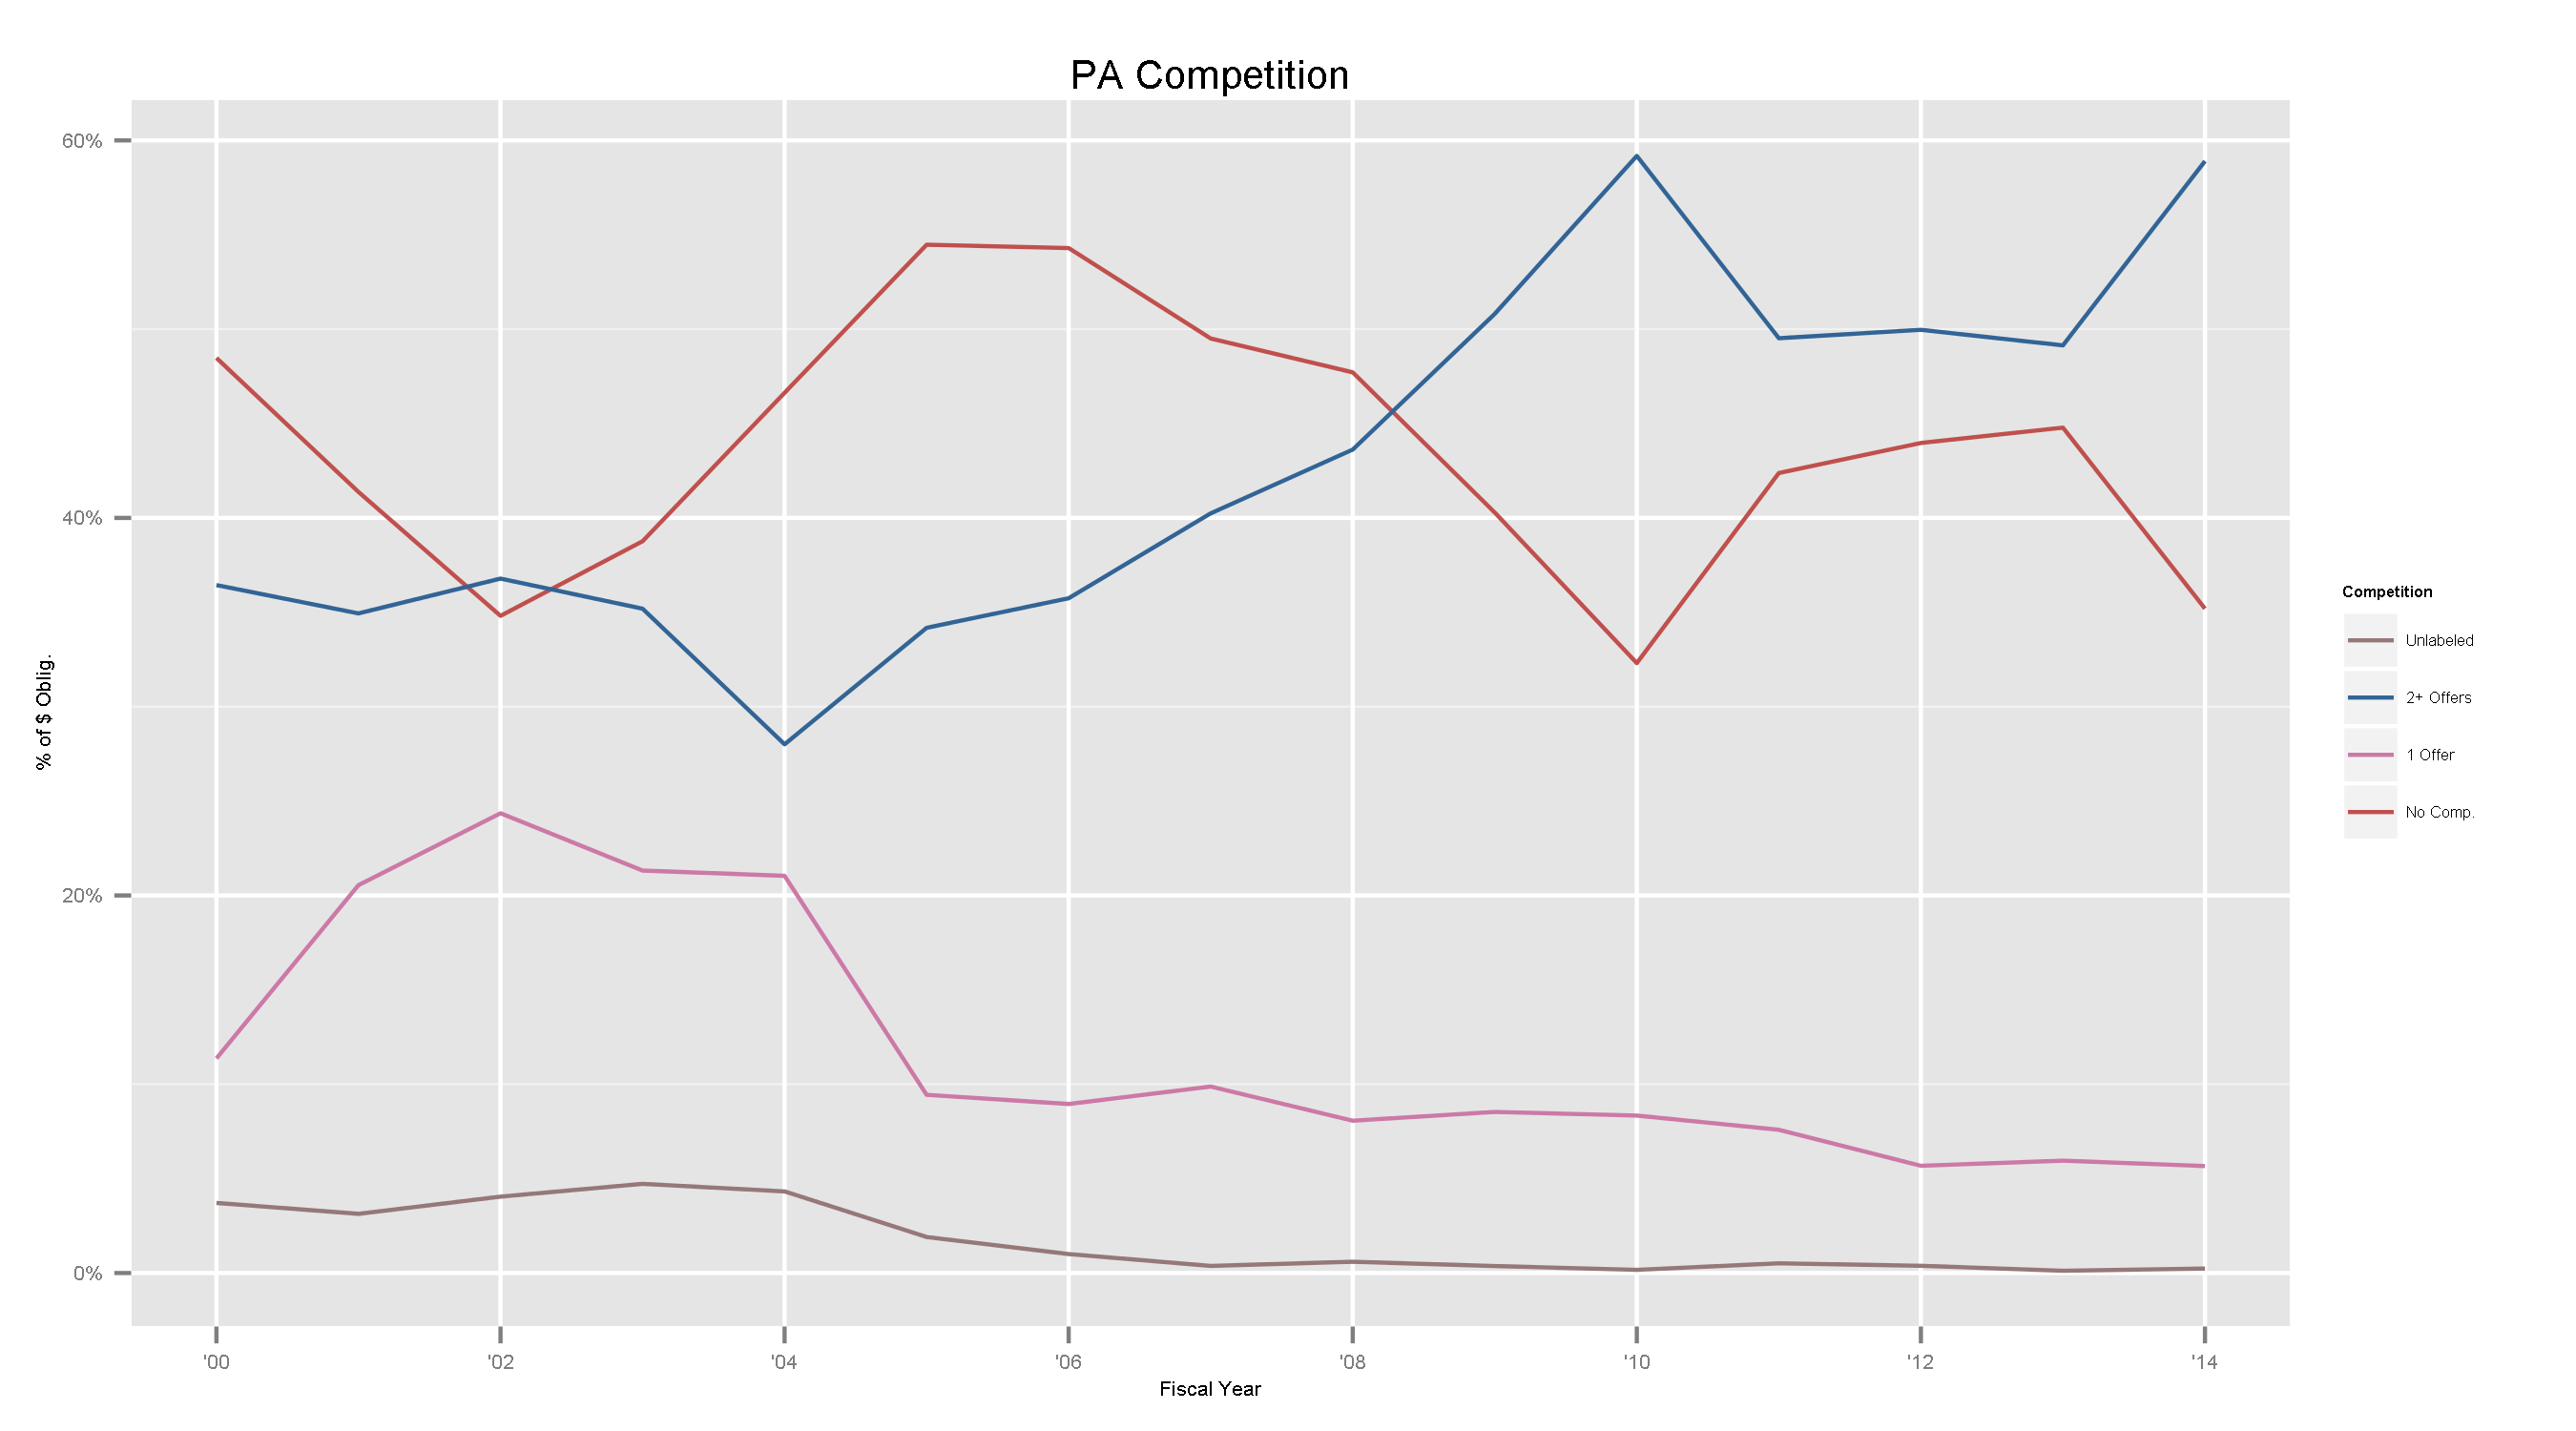 PA Competition
60%
40%
20%
0%
% of $ Oblig.
'00 '02 '04 '06 '08 '10 '12 '14
Fiscal Year
Competition
Unlabeled
2+ Offers
1 Offer
No Comp.